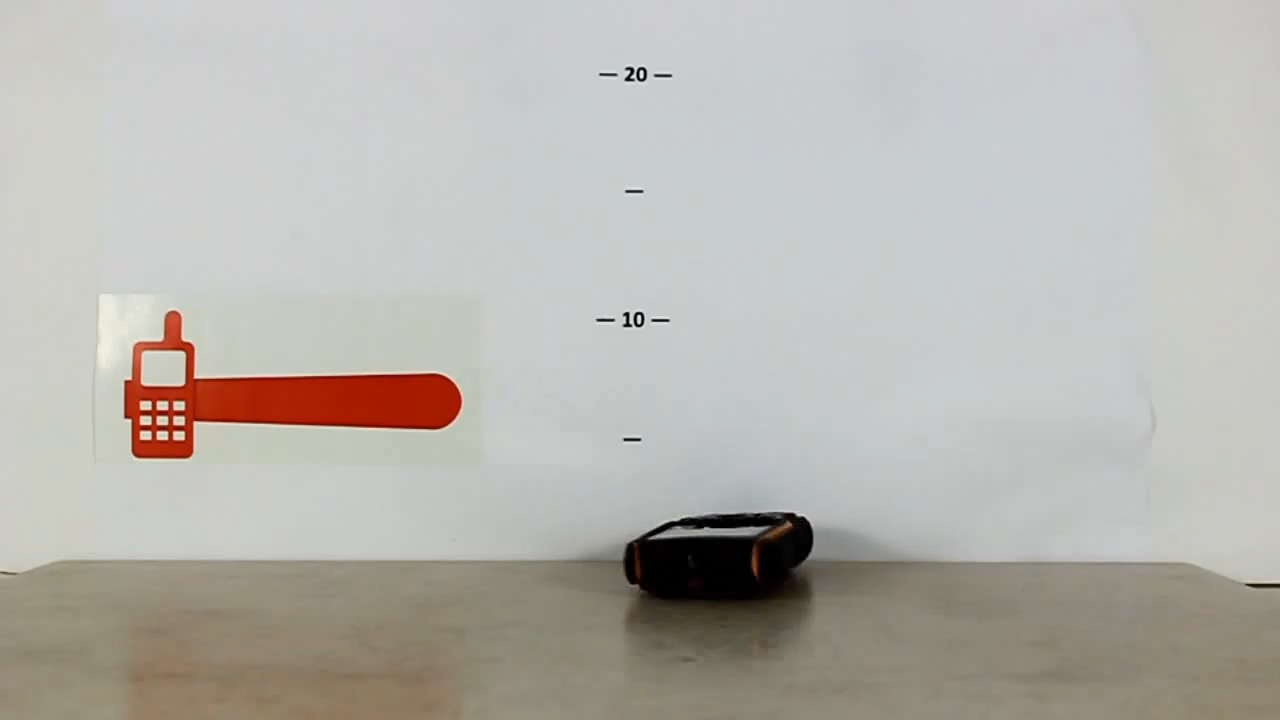 — 20 —
—
— 10 —
—